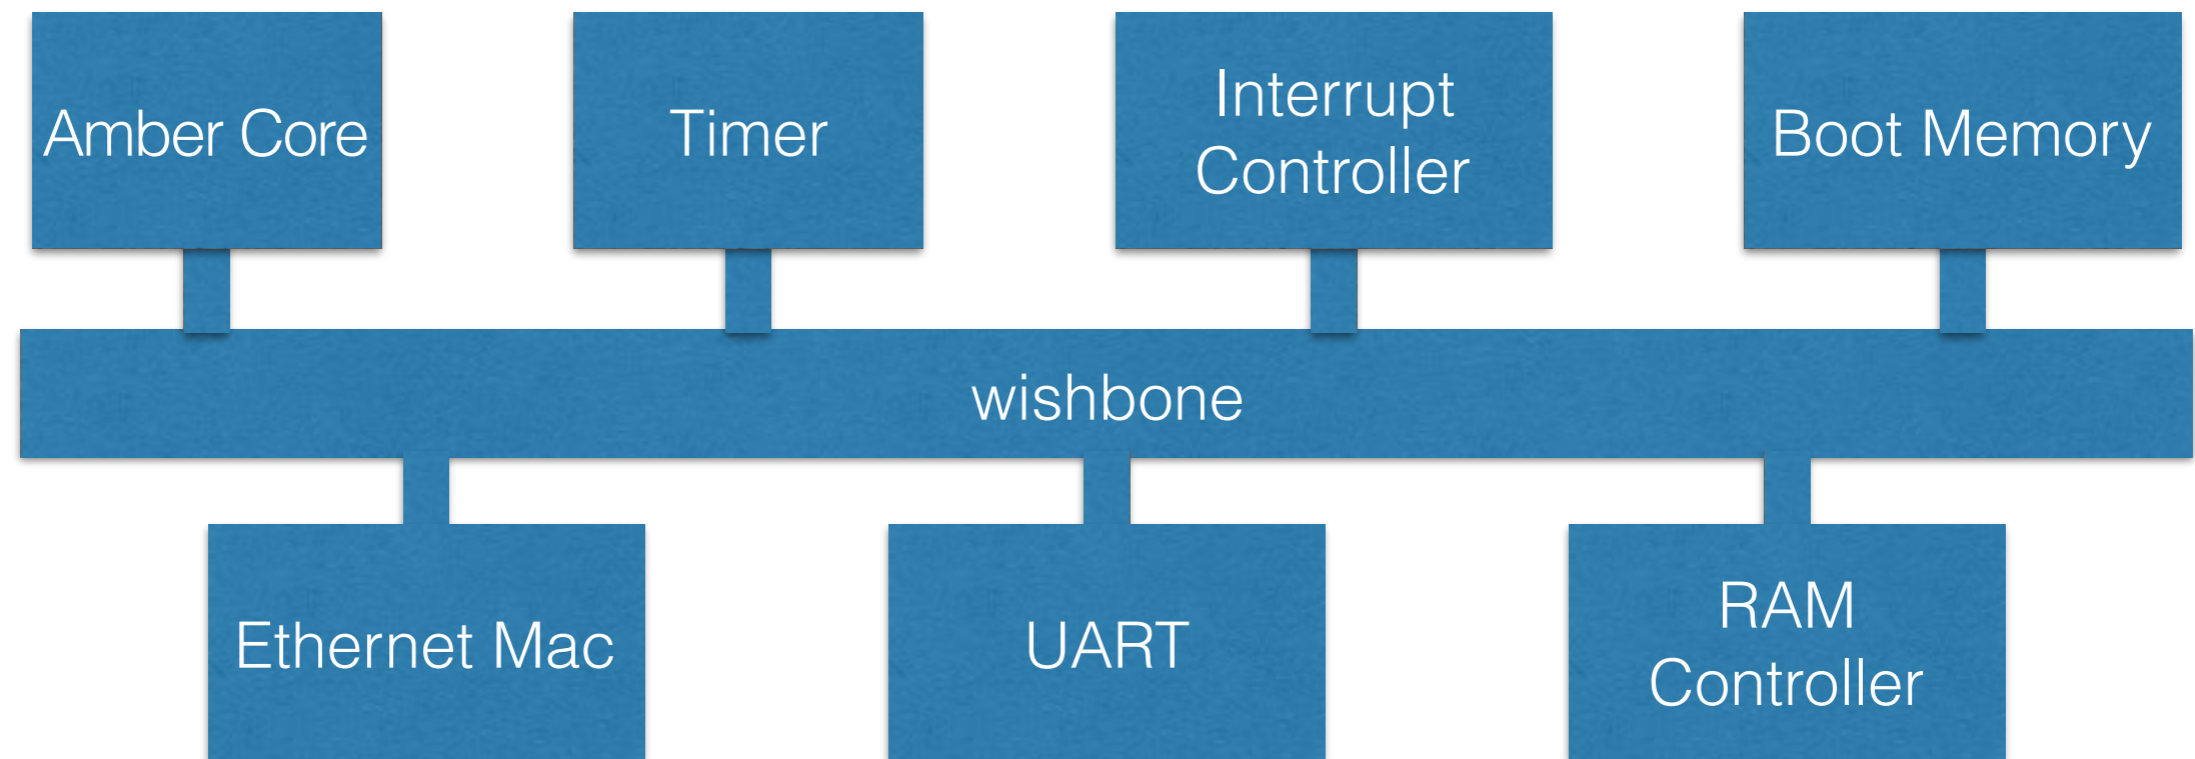 Amber Core
Timer
Interrupt
Controller
Boot Memory
wishbone
Ethernet Mac
UART
RAM
Controller